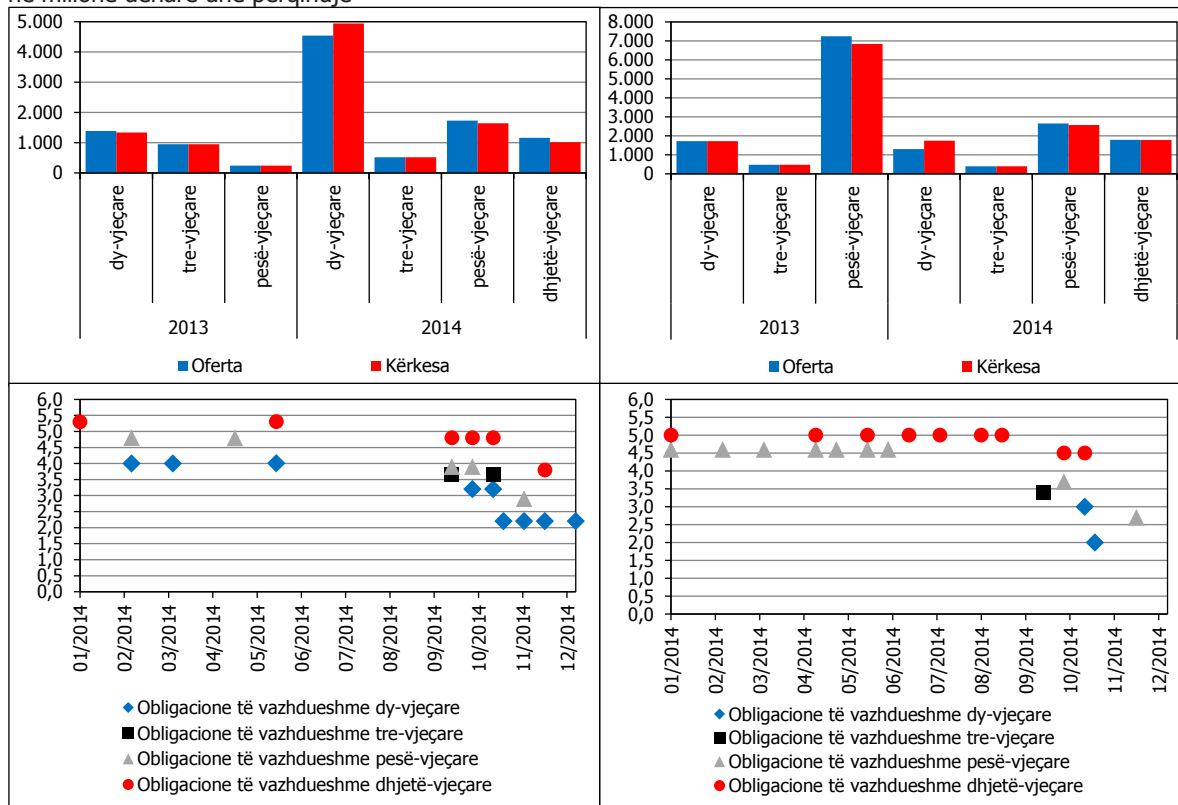 në milionë denarë dhe përqindje
5.000
4.000
3.000
2.000
1.000
0
dy-vjeçare
tre-vjeçare
pesë-vjeçare
dy-vjeçare
tre-vjeçare
pesë-vjeçare
dhjetë-vjeçare
2013
2014
Oferta
Kërkesa
8.000
7.000
6.000
5.000
4.000
3.000
2.000
1.000
0
dy-vjeçare
tre-vjeçare
pesë-vjeçare
dy-vjeçare
tre-vjeçare
pesë-vjeçare
dhjetë-vjeçare
2013
2014
Oferta
Kërkesa
6,0
5,5
5,0
4,5
4,0
3,5
3,0
2,5
2,0
1,5
1,0
0,5
0,0
01/2014
02/2014
03/2014
05/2014
06/2014
07/2014
08/2014
09/2014
10/2014
11/2014
12/2014
Obligacione të vazhdueshme dy-vjeçare
Obligacione të vazhdueshme tre-vjeçare
Obligacione të vazhdueshme pesë-vjeçare
Obligacione të vazhdueshme dhjetë-vjeçare
6,0
5,5
5,0
4,5
4,0
3,5
3,0
2,5
2,0
1,5
1,0
0,5
0,0
01/2014
02/2014
03/2014
04/2014
05/2014
06/2014
07/2014
08/2014
09/2014
10/2014
11/2014
12/2014
Obligacione të vazhdueshme dy-vjeçare
Obligacione të vazhdueshme tre-vjeçare
Obligacione të vazhdueshme pesë-vjeçare
Obligacione të vazhdueshme dhjetë-vjeçare